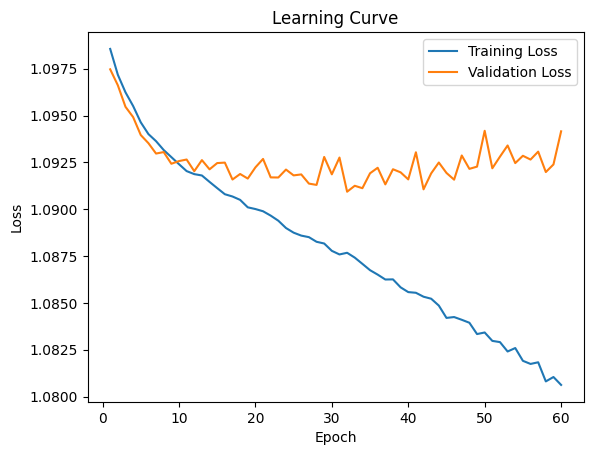 Learning Curve
Training Loss
Validation Loss
1.0975
1.0950
1.0925
1.0900
1.0875
1.0850
1.0825
1.0800
Loss
0 10 20 30 40 50 60
Epoch